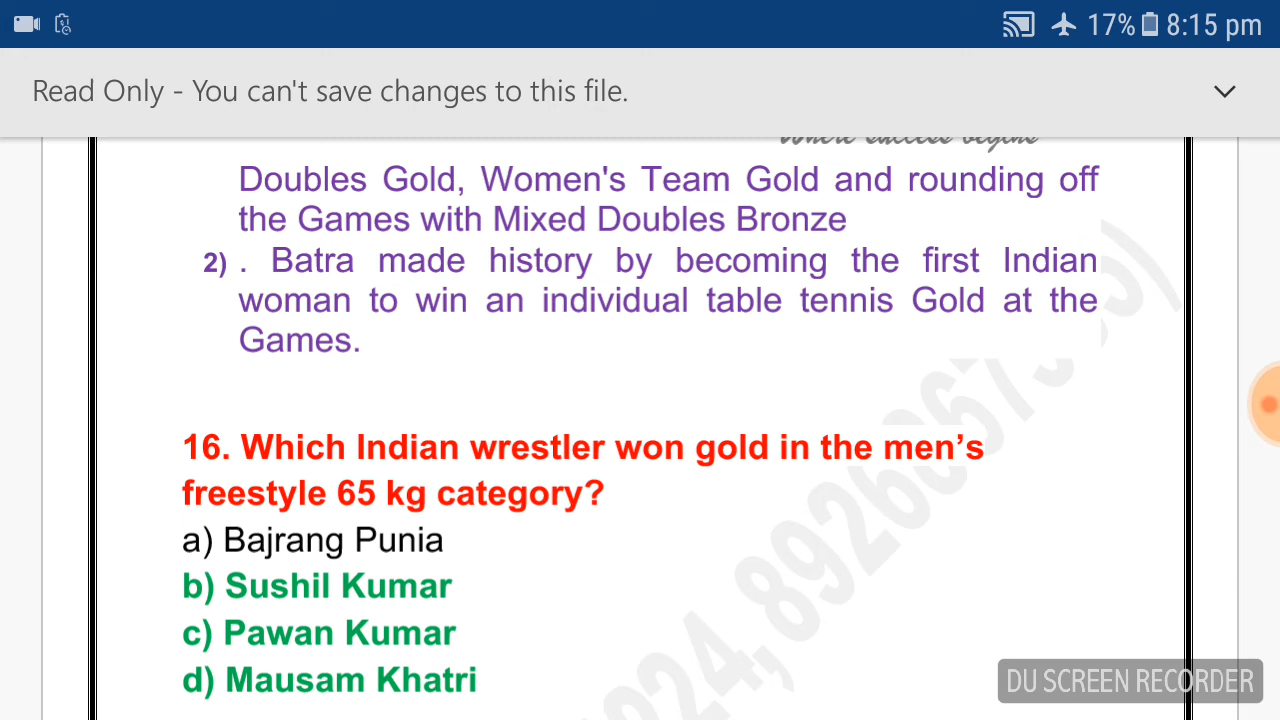 17% 8:15 pm
Read Only - You can't save changes to this file.
Where success begins
Doubles Gold, Women's Team Gold and rounding off
the Games with Mixed Doubles Bronze
2) . Batra made history by becoming the first Indian
woman to win an individual table tennis Gold at the
Games.
16. Which Indian wrestler won gold in the men’s
freestyle 65 kg category?
a) Bajrang Punia
b) Sushil Kumar
c) Pawan Kumar
d) Mausam Khatri
DU SCREEN RECORDER